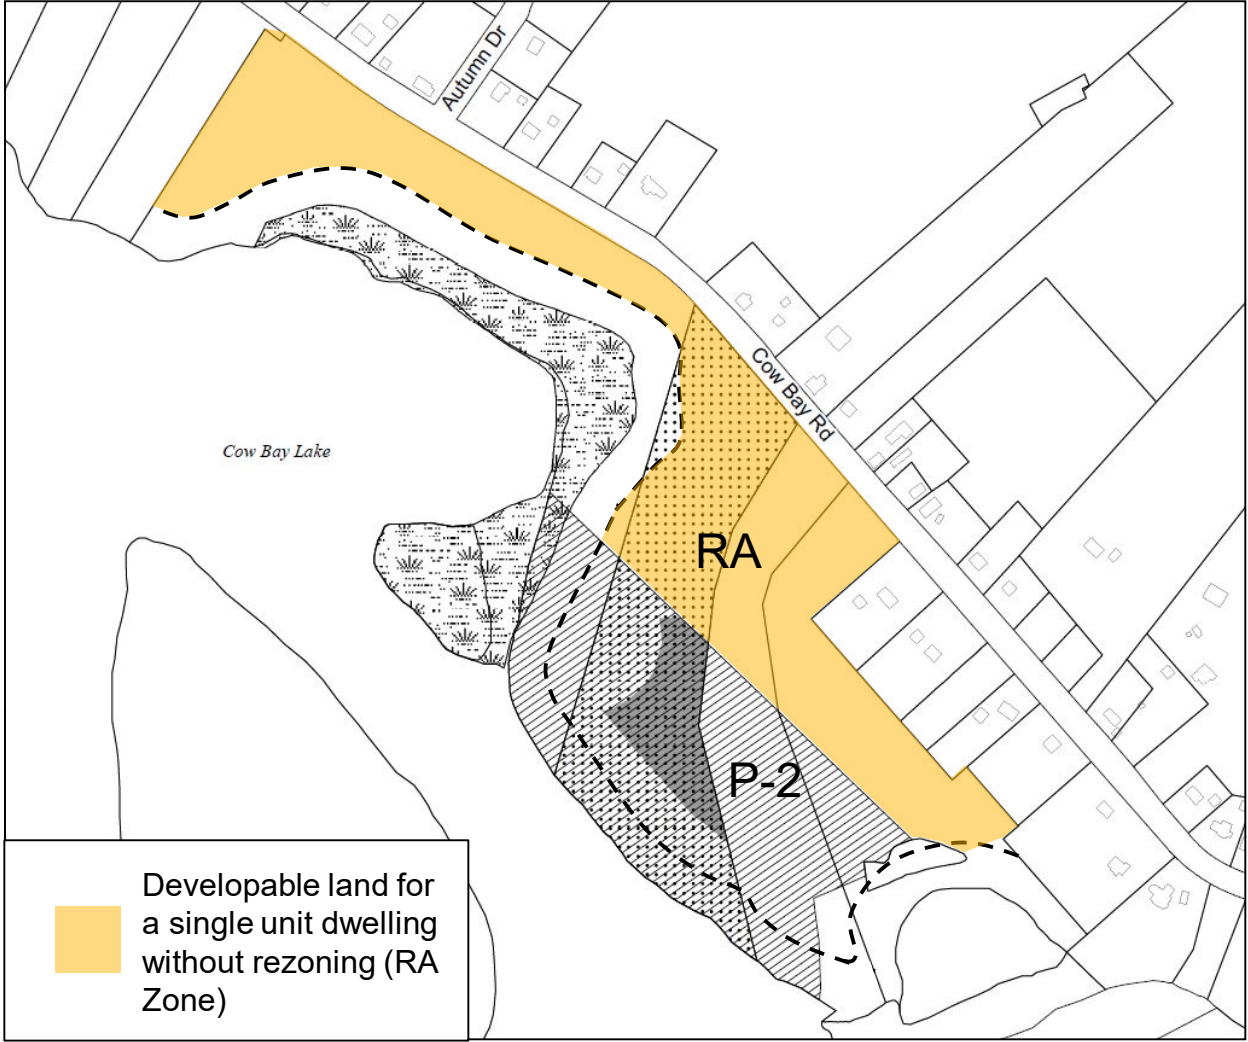 Autumn Dr
Cow Bay Rd
Cow Bay Lake
RA
P-2
Developable land for
a single unit dwelling
without rezoning (RA
Zone)